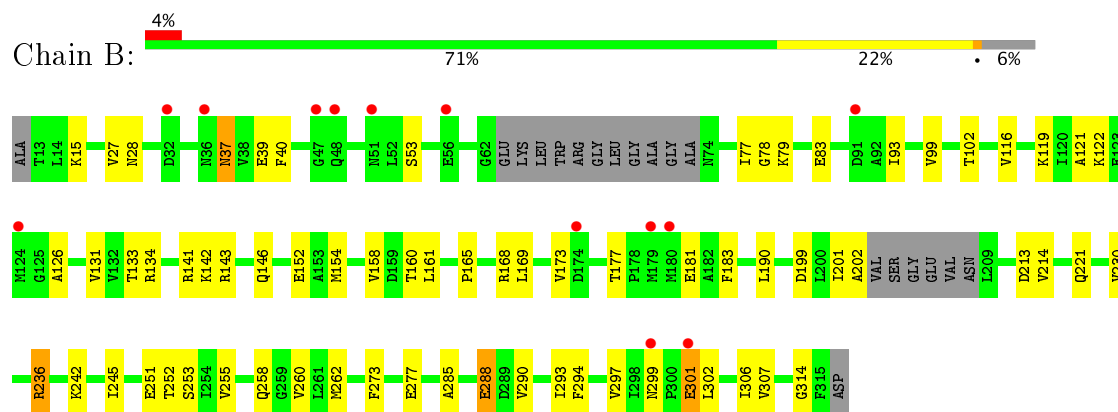 4%
Chain B:
71% 22% • 6%
ALA T13 L14 K15 V27 N28 D32 N36 N37 V38 E39 F40 G47 Q48 N51 L52 S53 E56 G62 GLU LYS LEU TRP ARG GLY LEU GLY ALA GLY ALA N74 I77 G78 K79 E83 D91 A92 I93 V99 T102 V116 K119 I120 A121 K122
M124 G125 A126 V131 V132 T133 R134 R141 K142 R143 Q146 E152 A153 M154 V158 D159 T160 L161 P165 R168 L169 V173 D174 T177 P178 M179 M180 E181 A182 F183 L190 D199 L200 I201 A202 VAL SER GLY GLU VAL ASN L209 D213 V214 Q221
R236 K242 I245 E251 T252 S253 I254 V255 Q258 G259 V260 L261 M262 F273 E277 A285 E288 D289 V290 I293 F294 V297 I298 N299 P300 E301 L302 I306 V307 G314 F315 ASP